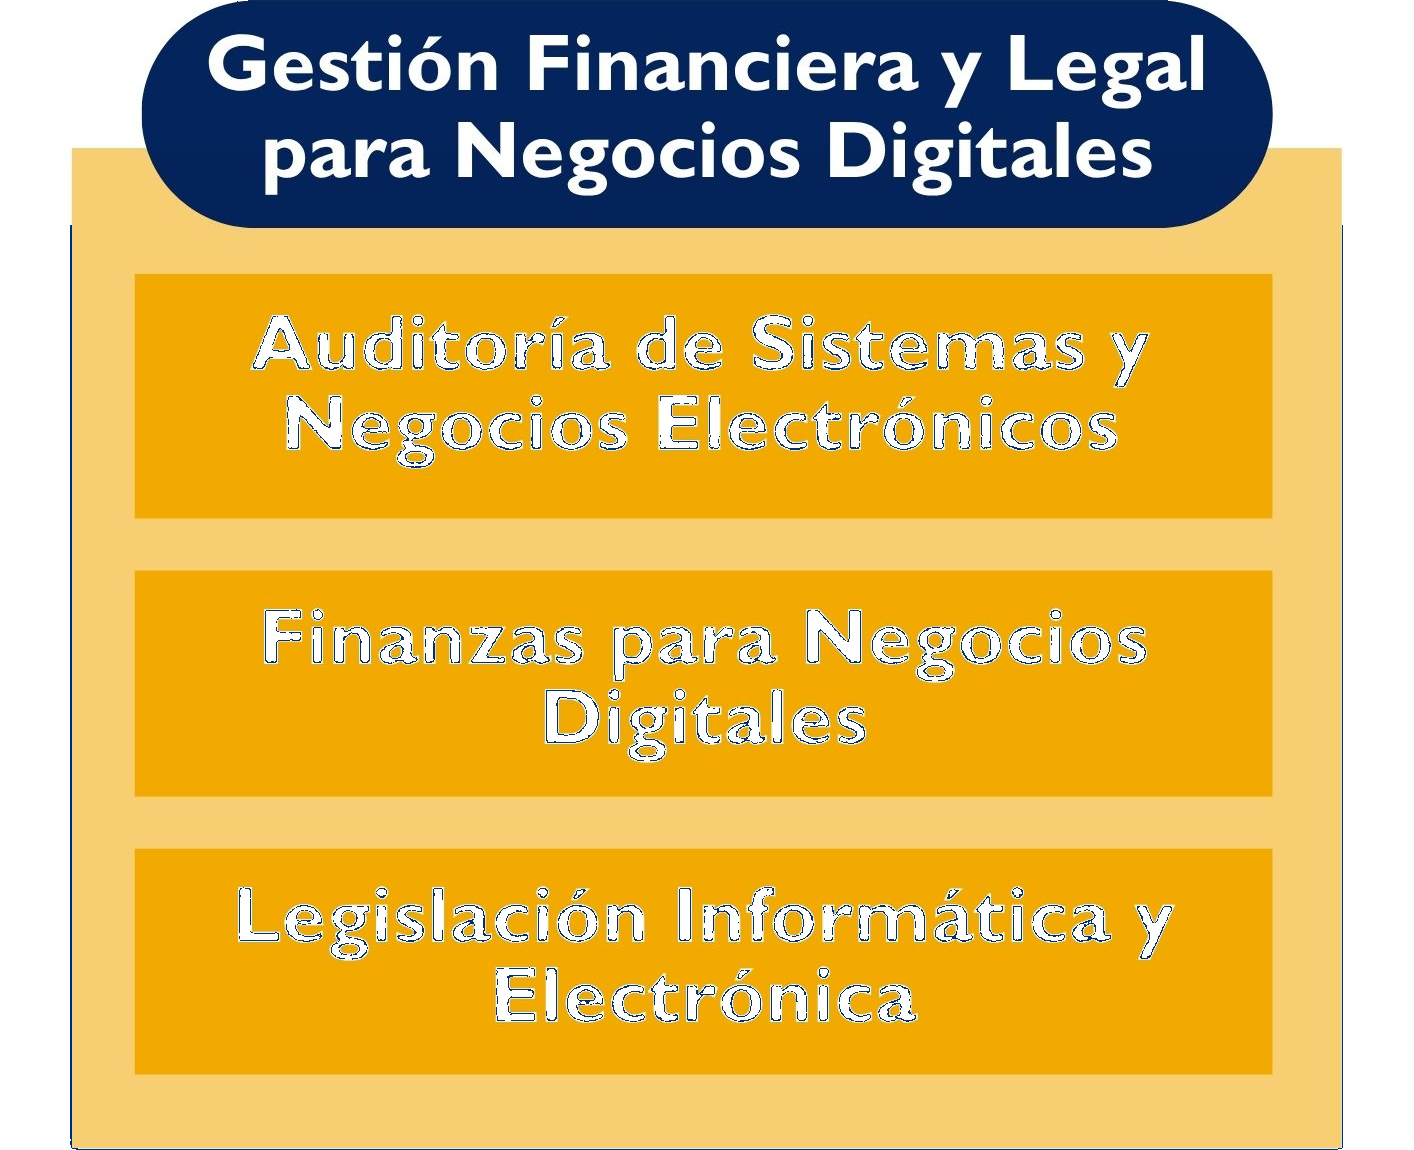 Gestión Financiera y Legal
para Negocios Digitales
Auditoría de Sistemas y
Negocios Electrónicos
Finanzas para Negocios
Digitales
Legislación Informática y
Electrónica